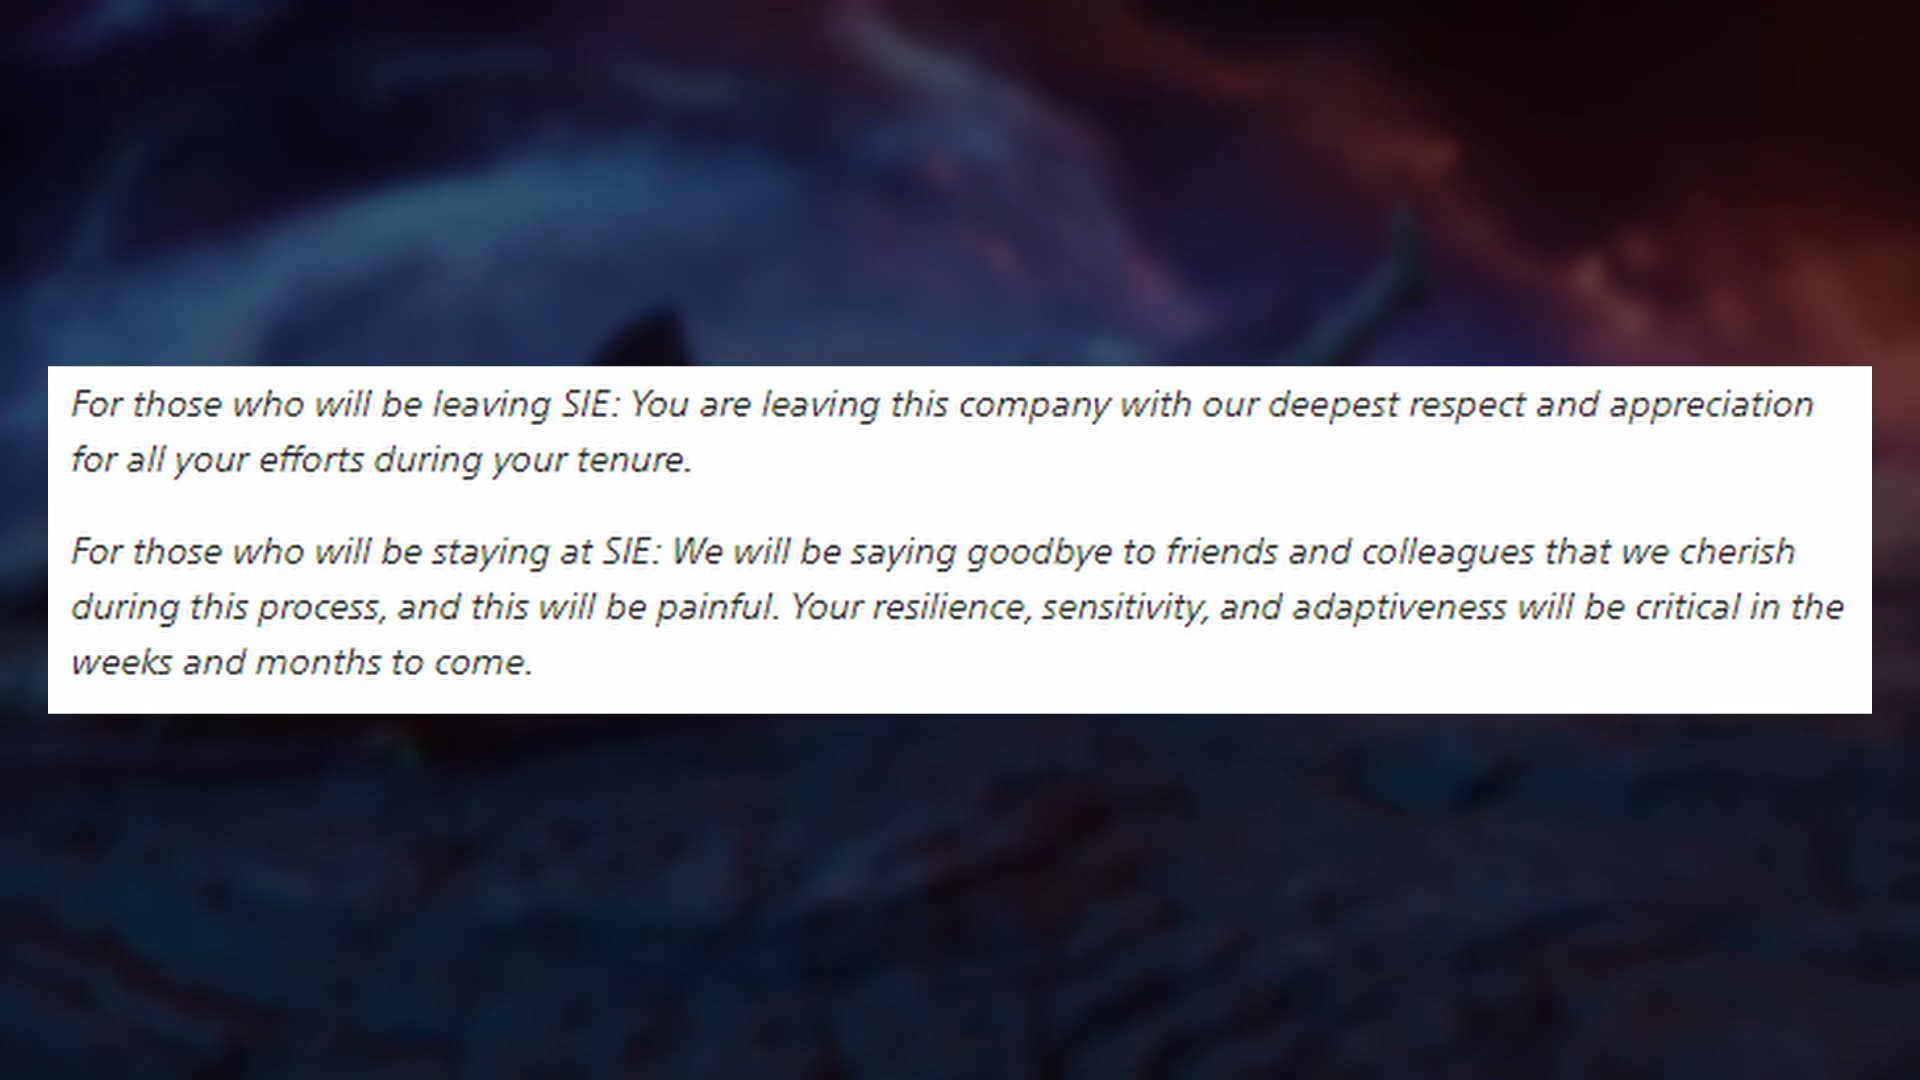 For those who will be leaving SIE: You are leaving this company with our deepest respect and appreciation
for all your efforts during your tenure.
For those who will be staying at SIE: We will be saying goodbye to friends and colleagues that we cherish
during this process, and this will be painful. Your resilience, sensitivity, and adaptiveness will be critical in the
weeks and months to come.